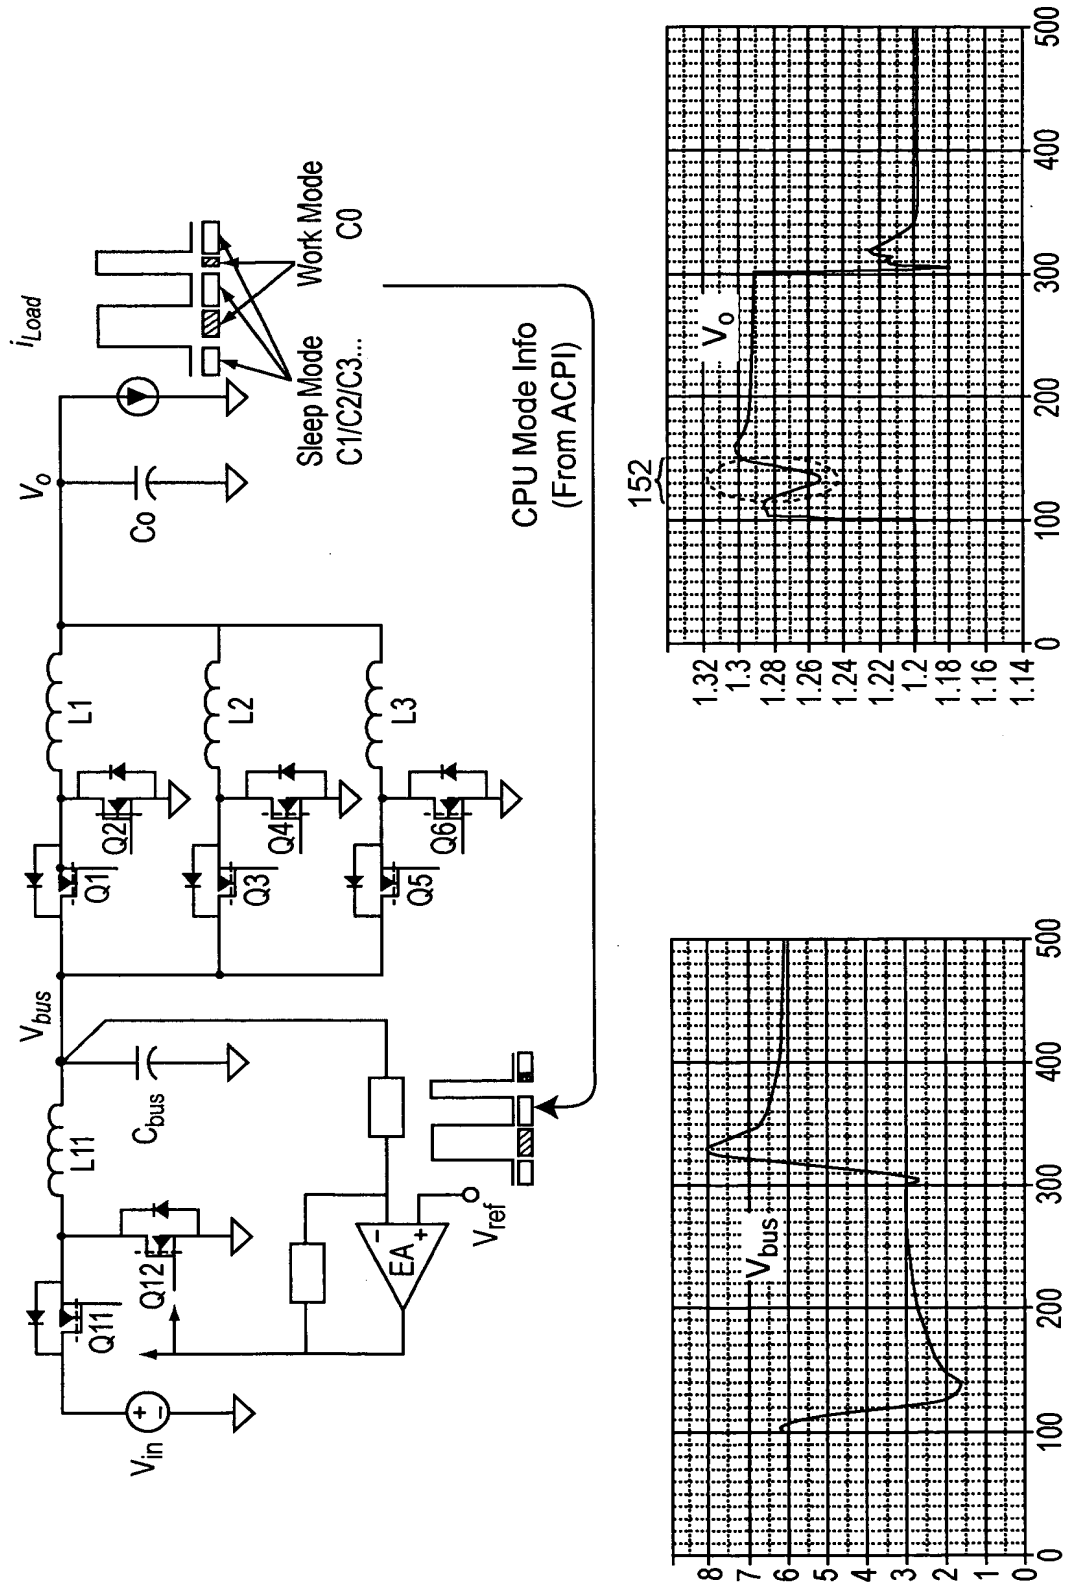 i_Load
Sleep Mode
C1/C2/C3...
Work Mode
C0
V_in
+
−
Q11
Q12
L11
C_bus
V_bus
EA
−
+
V_ref
Q1
Q2
Q3
Q4
Q5
Q6
L1
L2
L3
V_o
Co
CPU Mode Info
(From ACPI)
8
7
6
5
4
3
2
1
0
V_bus
0
100
200
300
400
500
152
1.32
1.3
1.28
1.26
1.24
1.22
1.2
1.18
1.16
1.14
V_o
0
100
200
300
400
500